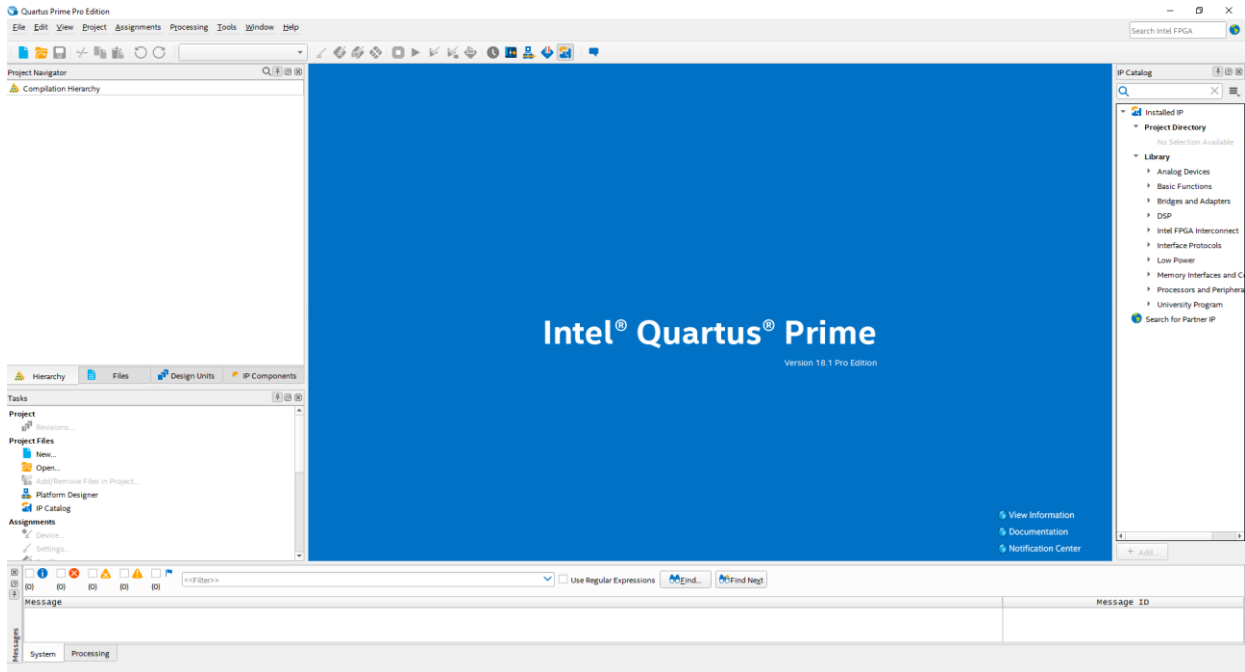 Quartus Prime Pro Edition
File Edit View Project Assignments Processing Tools Window Help
Search Intel FPGA
Project Navigator
Compilation Hierarchy
Hierarchy Files Design Units IP Components
Tasks
Project
Revisions...
Project Files
New...
Open...
Add/Remove Files in Project...
Platform Designer
IP Catalog
Assignments
Device...
Settings...
Intel® Quartus® Prime
Version 18.1 Pro Edition
View Information
Documentation
Notification Center
IP Catalog
Installed IP
Project Directory
No Selection Available
Library
Analog Devices
Basic Functions
Bridges and Adapters
DSP
Intel FPGA Interconnect
Interface Protocols
Low Power
Memory Interfaces and C
Processors and Periphera
University Program
Search for Partner IP
+ Add...
(0) (0) (0) (0) (0)
<<Filter>>
Use Regular Expressions
Find...
Find Next
Message Message ID
Messages
System Processing